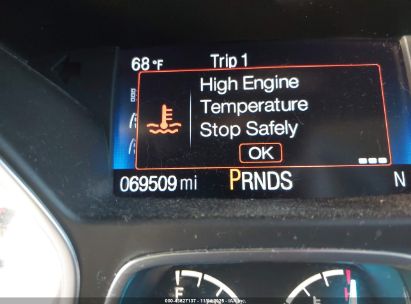 68°F Trip 1
High Engine
Temperature
Stop Safely
OK
069509 mi PRNDS N
F H